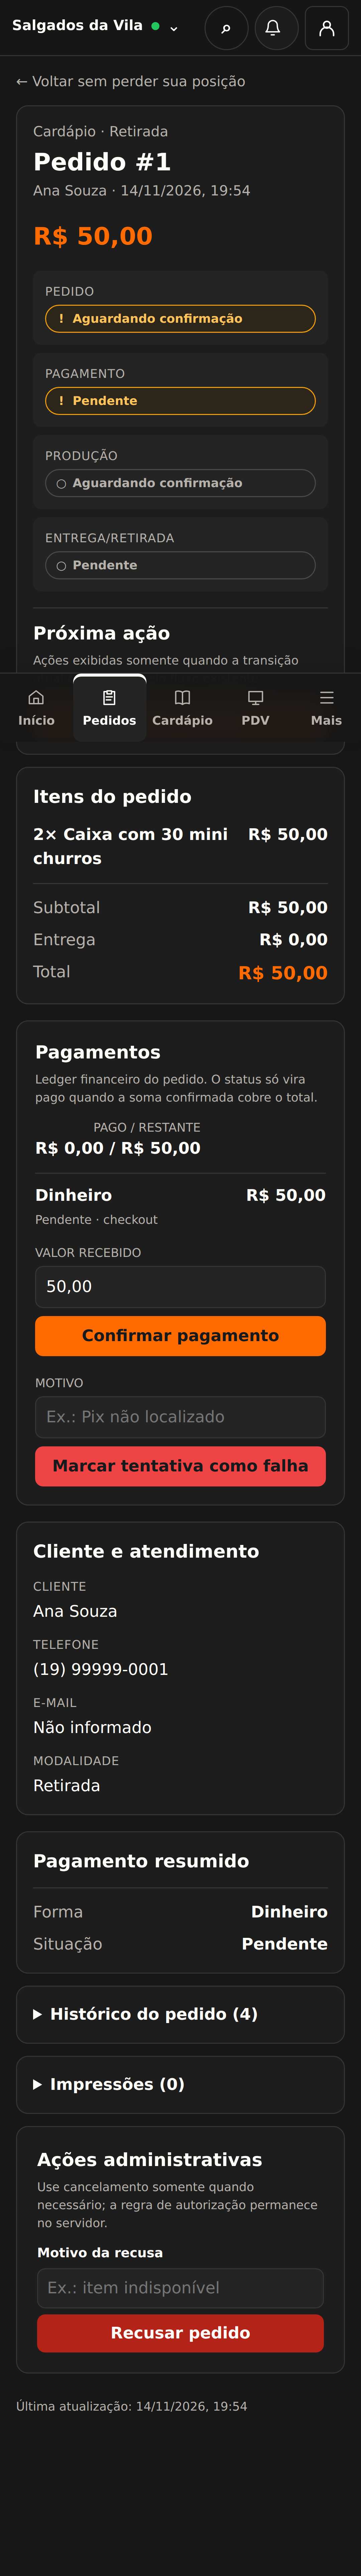 Salgados da Vila
← Voltar sem perder sua posição
Cardápio · Retirada
Pedido #1
Ana Souza · 14/11/2026, 19:54
R$ 50,00
PEDIDO
! Aguardando confirmação
PAGAMENTO
! Pendente
PRODUÇÃO
○ Aguardando confirmação
ENTREGA/RETIRADA
○ Pendente
Próxima ação
Ações exibidas somente quando a transição
Início Pedidos Cardápio PDV Mais
Itens do pedido
2× Caixa com 30 mini R$ 50,00
churros
Subtotal R$ 50,00
Entrega R$ 0,00
Total R$ 50,00
Pagamentos
Ledger financeiro do pedido. O status só vira
pago quando a soma confirmada cobre o total.
PAGO / RESTANTE
R$ 0,00 / R$ 50,00
Dinheiro R$ 50,00
Pendente · checkout
VALOR RECEBIDO
50,00
Confirmar pagamento
MOTIVO
Ex.: Pix não localizado
Marcar tentativa como falha
Cliente e atendimento
CLIENTE
Ana Souza
TELEFONE
(19) 99999-0001
E-MAIL
Não informado
MODALIDADE
Retirada
Pagamento resumido
Forma Dinheiro
Situação Pendente
▶ Histórico do pedido (4)
▶ Impressões (0)
Ações administrativas
Use cancelamento somente quando
necessário; a regra de autorização permanece
no servidor.
Motivo da recusa
Ex.: item indisponível
Recusar pedido
Última atualização: 14/11/2026, 19:54